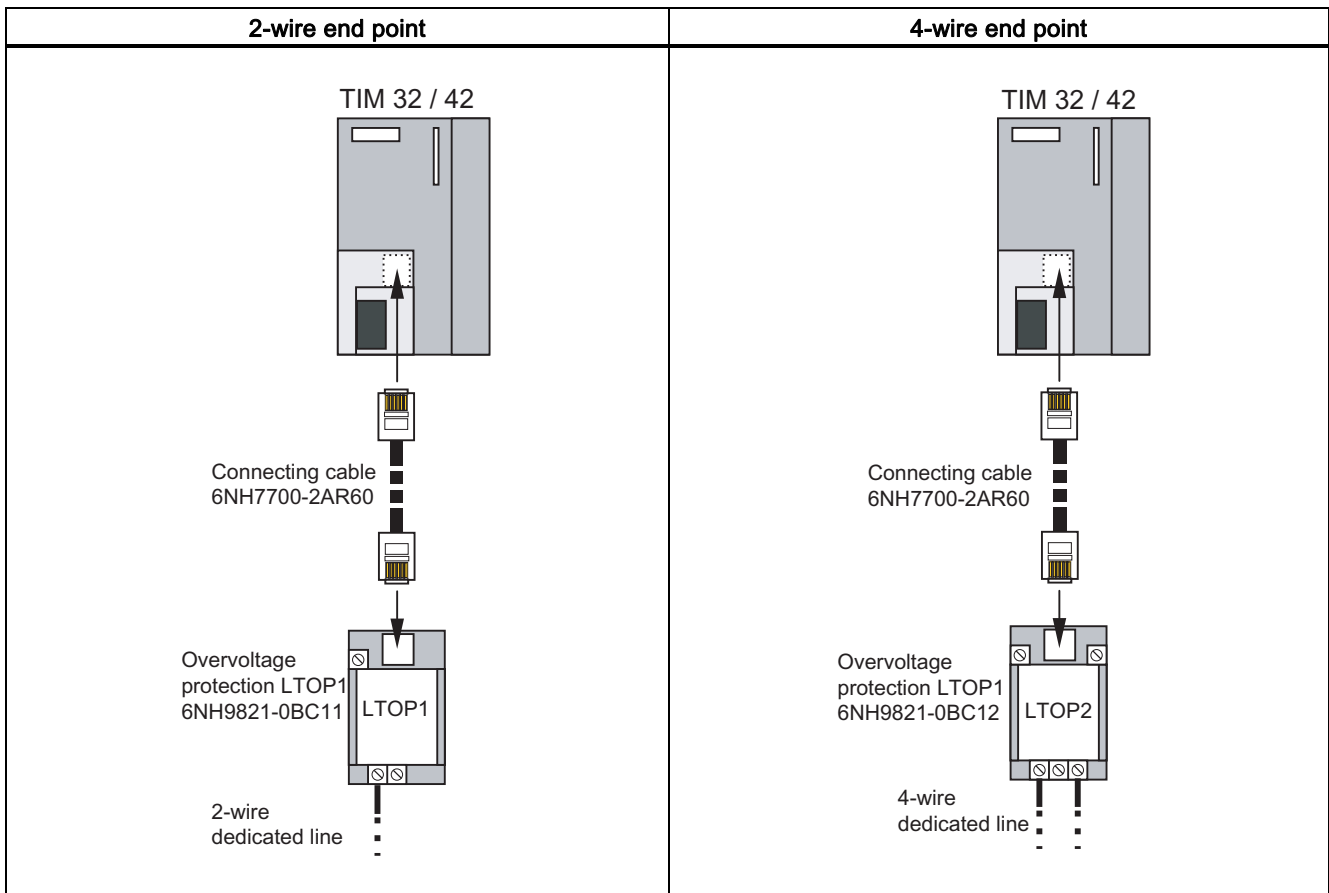 2-wire end point
4-wire end point
TIM 32 / 42
Connecting cable
6NH7700-2AR60
Overvoltage
protection LTOP1
6NH9821-0BC11
LTOP1
2-wire
dedicated line
TIM 32 / 42
Connecting cable
6NH7700-2AR60
Overvoltage
protection LTOP1
6NH9821-0BC12
LTOP2
4-wire
dedicated line